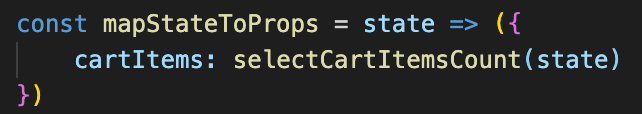 const mapStateToProps = state => ({
    cartItems: selectCartItemsCount(state)
})